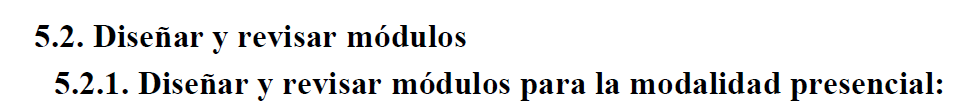 5.2. Diseñar y revisar módulos
5.2.1. Diseñar y revisar módulos para la modalidad presencial: